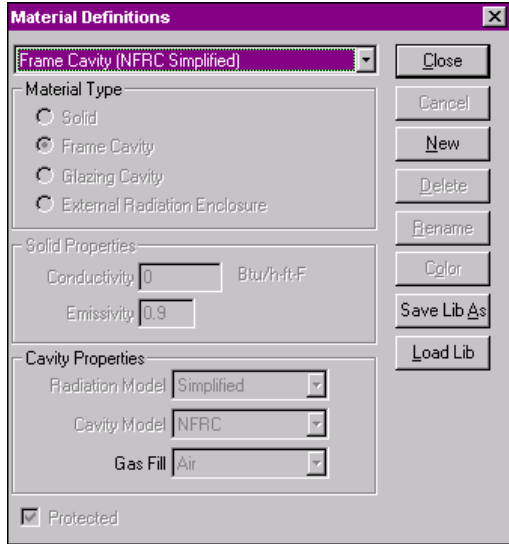 Material Definitions
Frame Cavity (NFRC Simplified)
Close
Material Type
Cancel
Solid
Frame Cavity
New
Glazing Cavity
Delete
External Radiation Enclosure
Rename
Solid Properties
Conductivity 0 Btu/h-ft-F
Color
Emissivity 0.9
Save Lib As
Cavity Properties
Load Lib
Radiation Model Simplified
Cavity Model NFRC
Gas Fill Air
Protected